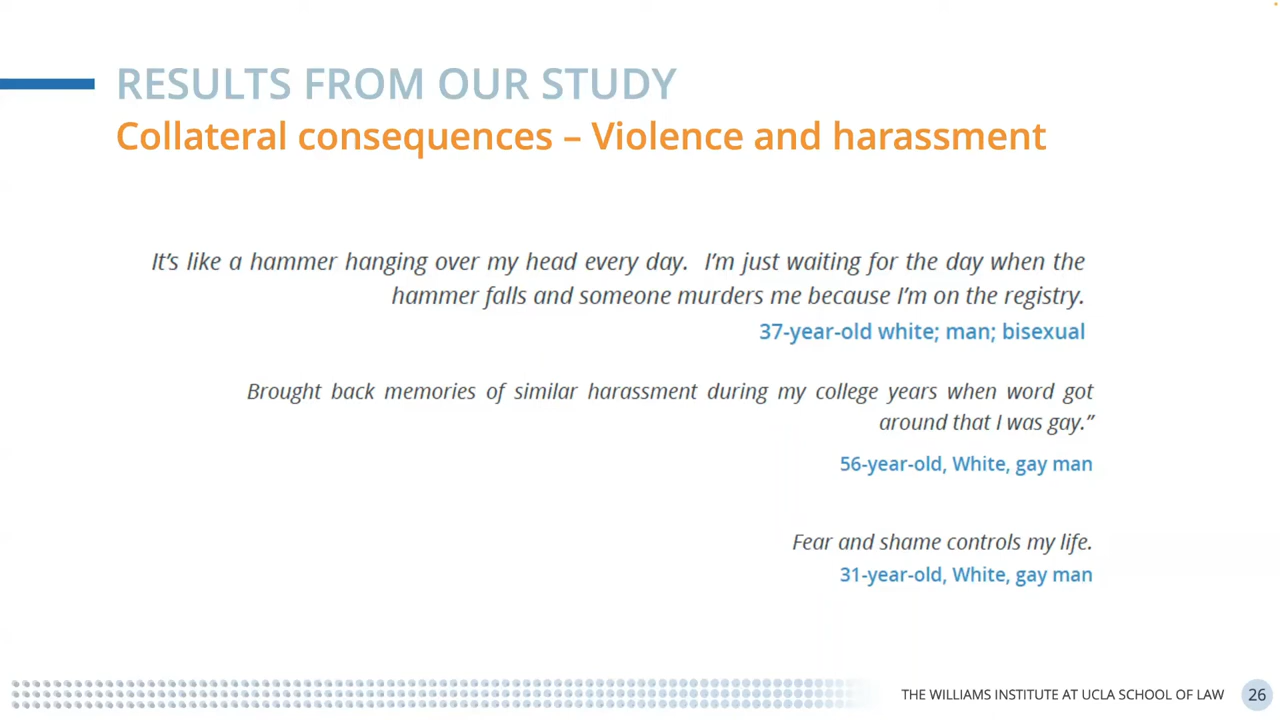 RESULTS FROM OUR STUDY
Collateral consequences – Violence and harassment
It’s like a hammer hanging over my head every day.  I’m just waiting for the day when the
hammer falls and someone murders me because I’m on the registry.
37-year-old white; man; bisexual
Brought back memories of similar harassment during my college years when word got
around that I was gay.”
56-year-old, White, gay man
Fear and shame controls my life.
31-year-old, White, gay man
THE WILLIAMS INSTITUTE AT UCLA SCHOOL OF LAW 26